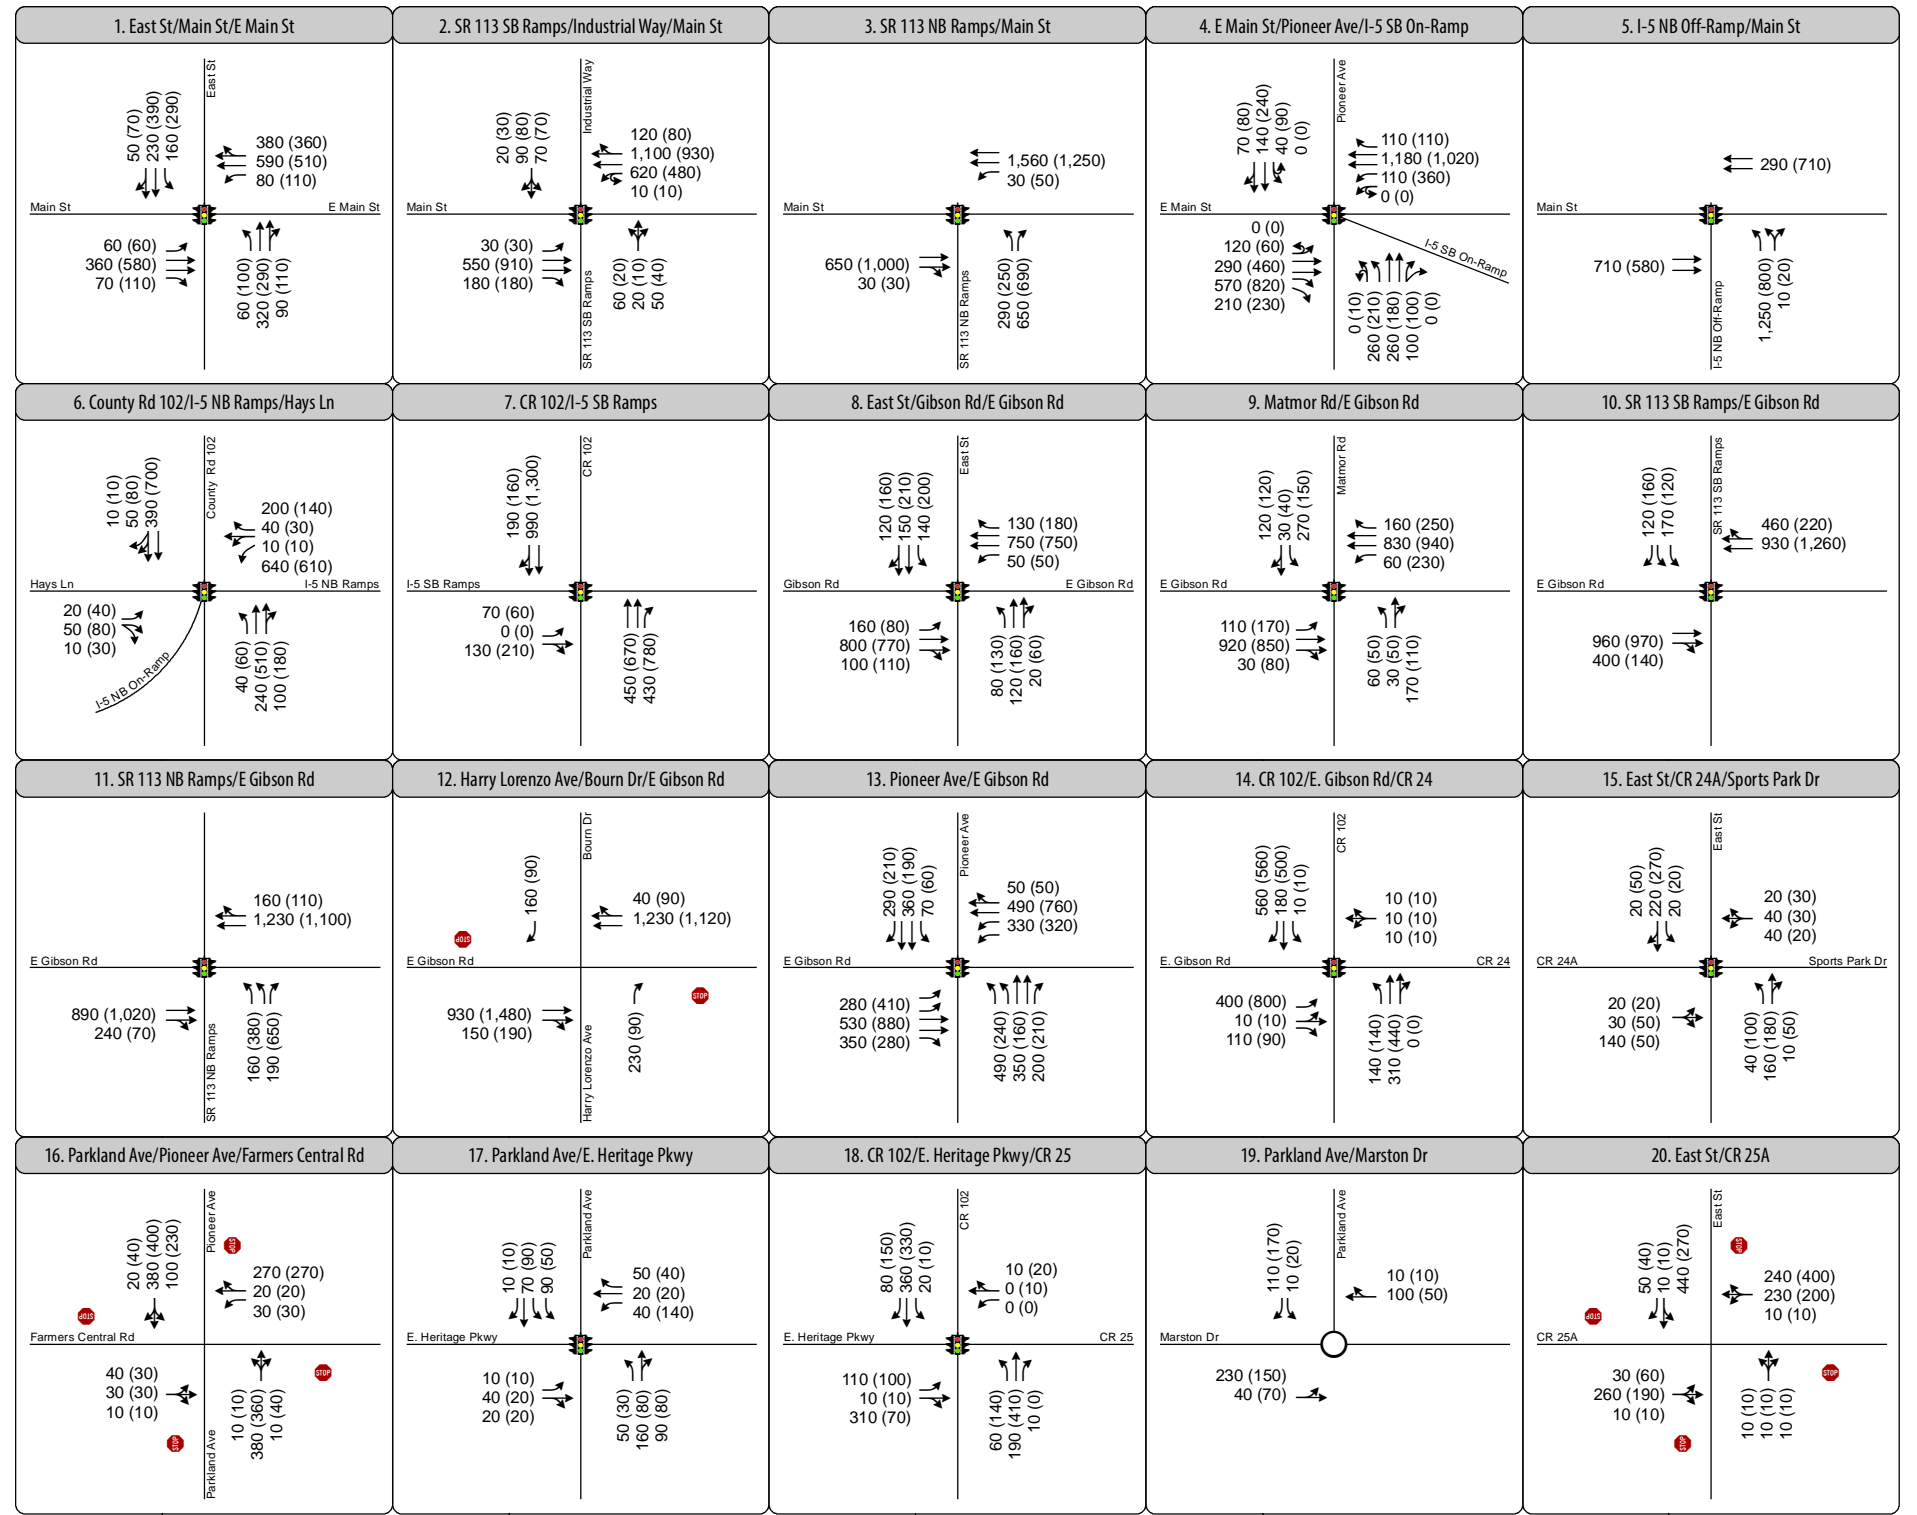 1. East St/Main St/E Main St
East St
50 (70)
230 (390)
160 (290)
380 (360)
590 (510)
80 (110)
Main St
E Main St
60 (60)
360 (580)
70 (110)
60 (100)
320 (290)
90 (110)
2. SR 113 SB Ramps/Industrial Way/Main St
Industrial Way
20 (30)
90 (80)
70 (70)
120 (80)
1,100 (930)
620 (480)
10 (10)
Main St
30 (30)
550 (910)
180 (180)
SR 113 SB Ramps
60 (20)
20 (10)
50 (40)
3. SR 113 NB Ramps/Main St
1,560 (1,250)
30 (50)
Main St
650 (1,000)
30 (30)
SR 113 NB Ramps
290 (250)
650 (690)
4. E Main St/Pioneer Ave/I-5 SB On-Ramp
Pioneer Ave
70 (80)
140 (240)
40 (90)
0 (0)
110 (110)
1,180 (1,020)
110 (360)
0 (0)
E Main St
I-5 SB On-Ramp
0 (0)
120 (60)
290 (460)
570 (820)
210 (230)
0 (10)
260 (210)
260 (180)
100 (100)
0 (0)
5. I-5 NB Off-Ramp/Main St
290 (710)
Main St
710 (580)
I-5 NB Off-Ramp
1,250 (800)
10 (20)
6. County Rd 102/I-5 NB Ramps/Hays Ln
County Rd 102
10 (10)
50 (80)
390 (700)
200 (140)
40 (30)
10 (10)
640 (610)
Hays Ln
I-5 NB Ramps
20 (40)
50 (80)
10 (30)
I-5 NB On-Ramp
40 (60)
240 (510)
100 (180)
7. CR 102/I-5 SB Ramps
CR 102
190 (160)
990 (1,300)
I-5 SB Ramps
70 (60)
0 (0)
130 (210)
450 (670)
430 (780)
8. East St/Gibson Rd/E Gibson Rd
East St
120 (160)
150 (210)
140 (200)
130 (180)
750 (750)
50 (50)
Gibson Rd
E Gibson Rd
160 (80)
800 (770)
100 (110)
80 (130)
120 (160)
20 (60)
9. Matmor Rd/E Gibson Rd
Matmor Rd
120 (120)
30 (40)
270 (150)
160 (250)
830 (940)
60 (230)
E Gibson Rd
110 (170)
920 (850)
30 (80)
60 (50)
30 (50)
170 (110)
10. SR 113 SB Ramps/E Gibson Rd
SR 113 SB Ramps
120 (160)
170 (120)
460 (220)
930 (1,260)
E Gibson Rd
960 (970)
400 (140)
11. SR 113 NB Ramps/E Gibson Rd
160 (110)
1,230 (1,100)
E Gibson Rd
890 (1,020)
240 (70)
SR 113 NB Ramps
160 (380)
190 (650)
12. Harry Lorenzo Ave/Bourn Dr/E Gibson Rd
Bourn Dr
160 (90)
40 (90)
1,230 (1,120)
STOP
E Gibson Rd
STOP
930 (1,480)
150 (190)
Harry Lorenzo Ave
230 (90)
13. Pioneer Ave/E Gibson Rd
Pioneer Ave
290 (210)
360 (190)
70 (60)
50 (50)
490 (760)
330 (320)
E Gibson Rd
280 (410)
530 (880)
350 (280)
490 (240)
350 (160)
200 (210)
14. CR 102/E. Gibson Rd/CR 24
CR 102
560 (560)
180 (500)
10 (10)
10 (10)
10 (10)
10 (10)
E. Gibson Rd
CR 24
400 (800)
10 (10)
110 (90)
140 (140)
310 (440)
0 (0)
15. East St/CR 24A/Sports Park Dr
East St
20 (50)
220 (270)
20 (20)
20 (30)
40 (30)
40 (20)
CR 24A
Sports Park Dr
20 (20)
30 (50)
140 (50)
40 (100)
160 (180)
10 (50)
16. Parkland Ave/Pioneer Ave/Farmers Central Rd
Pioneer Ave
20 (40)
380 (400)
100 (230)
STOP
270 (270)
20 (20)
30 (30)
STOP
Farmers Central Rd
40 (30)
30 (30)
10 (10)
STOP
STOP
Parkland Ave
10 (10)
380 (360)
10 (40)
17. Parkland Ave/E. Heritage Pkwy
Parkland Ave
10 (10)
70 (90)
90 (50)
50 (40)
20 (20)
40 (140)
E. Heritage Pkwy
10 (10)
40 (20)
20 (20)
50 (30)
160 (80)
90 (80)
18. CR 102/E. Heritage Pkwy/CR 25
CR 102
80 (150)
360 (330)
20 (10)
10 (20)
0 (10)
0 (0)
E. Heritage Pkwy
CR 25
110 (100)
10 (10)
310 (70)
60 (140)
190 (410)
10 (0)
19. Parkland Ave/Marston Dr
Parkland Ave
110 (170)
10 (20)
10 (10)
100 (50)
Marston Dr
230 (150)
40 (70)
20. East St/CR 25A
East St
50 (40)
10 (10)
440 (270)
STOP
240 (400)
230 (200)
10 (10)
STOP
CR 25A
30 (60)
260 (190)
10 (10)
STOP
STOP
10 (10)
10 (10)
10 (10)